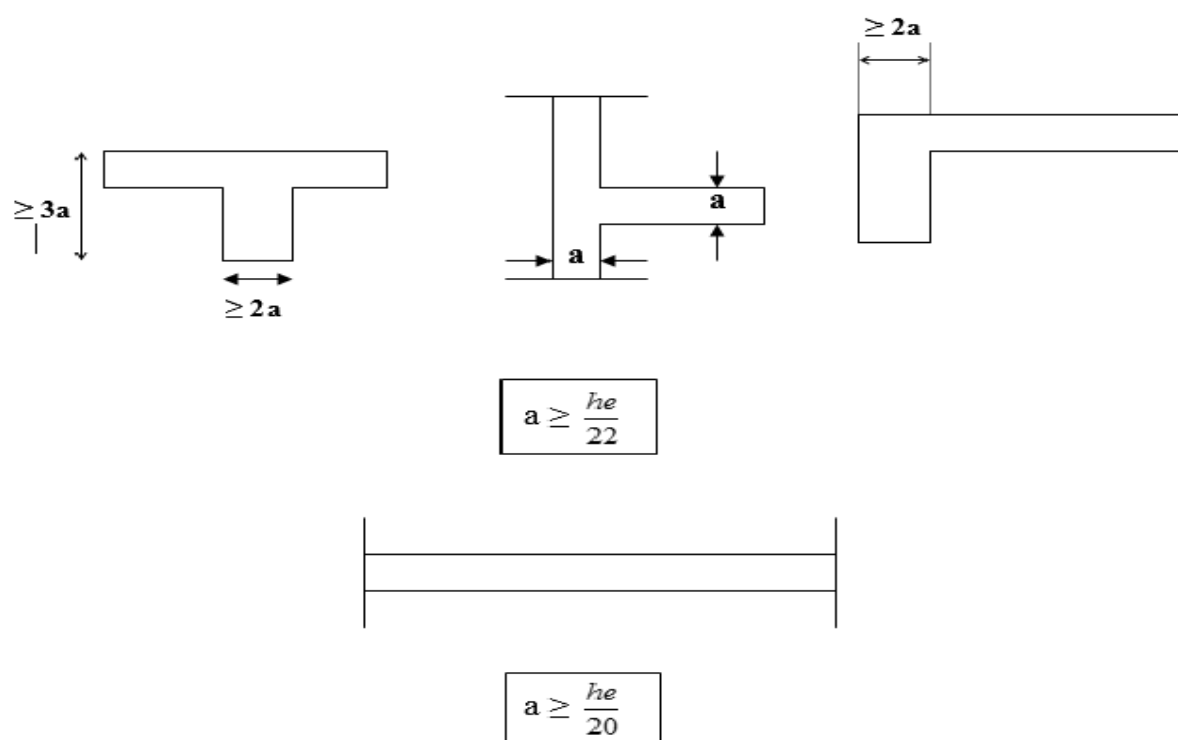 ≥ 2a
≥ 3a
a
a
≥ 2a
a ≥ he/22
a ≥ he/20